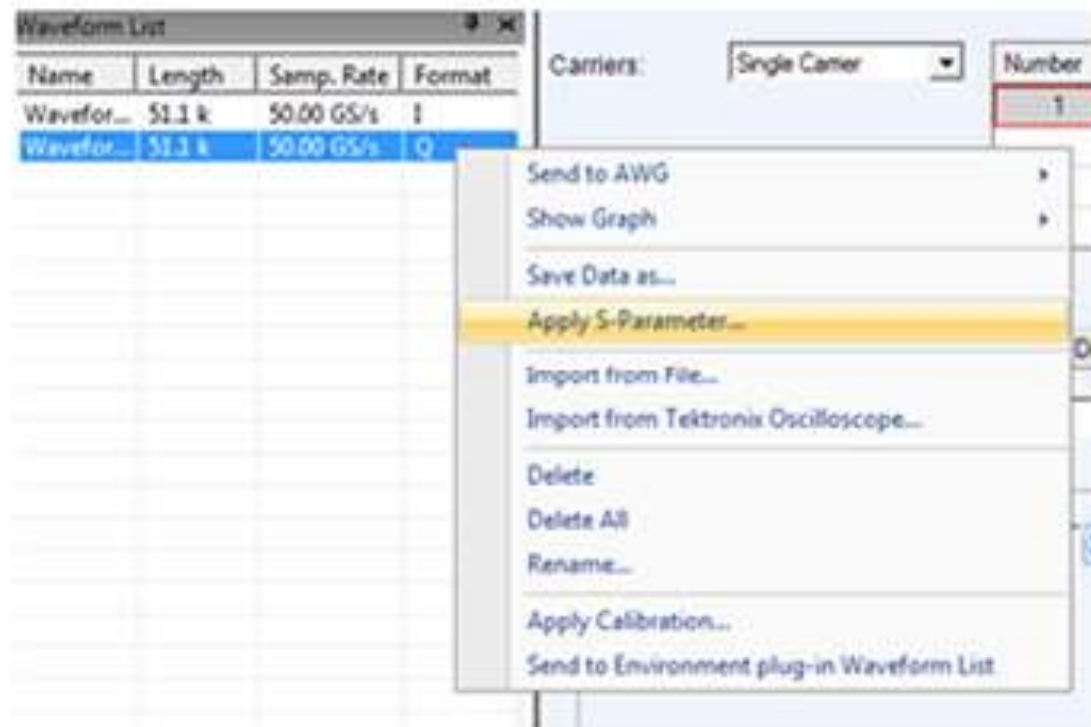 Waveform List
Name Length Samp. Rate Format
Wavefor... 51.1 k 50.00 GS/s I
Wavefor... 51.1 k 50.00 GS/s Q
Carriers: Single Carrier Number
1
Send to AWG
Show Graph
Save Data as...
Apply S-Parameter...
Import from File...
Import from Tektronix Oscilloscope...
Delete
Delete All
Rename...
Apply Calibration...
Send to Environment plug-in Waveform List